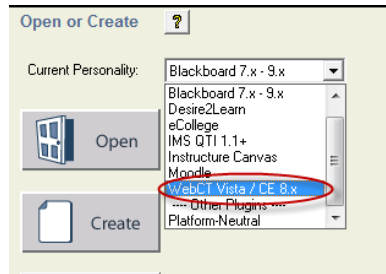 Open or Create ?
Current Personality: Blackboard 7.x - 9.x
Blackboard 7.x - 9.x
Desire2Learn
eCollege
IMS QTI 1.1+
Open
Instructure Canvas
Moodle
WebCT Vista / CE 8.x
---- Other Plugins ----
Create
Platform-Neutral